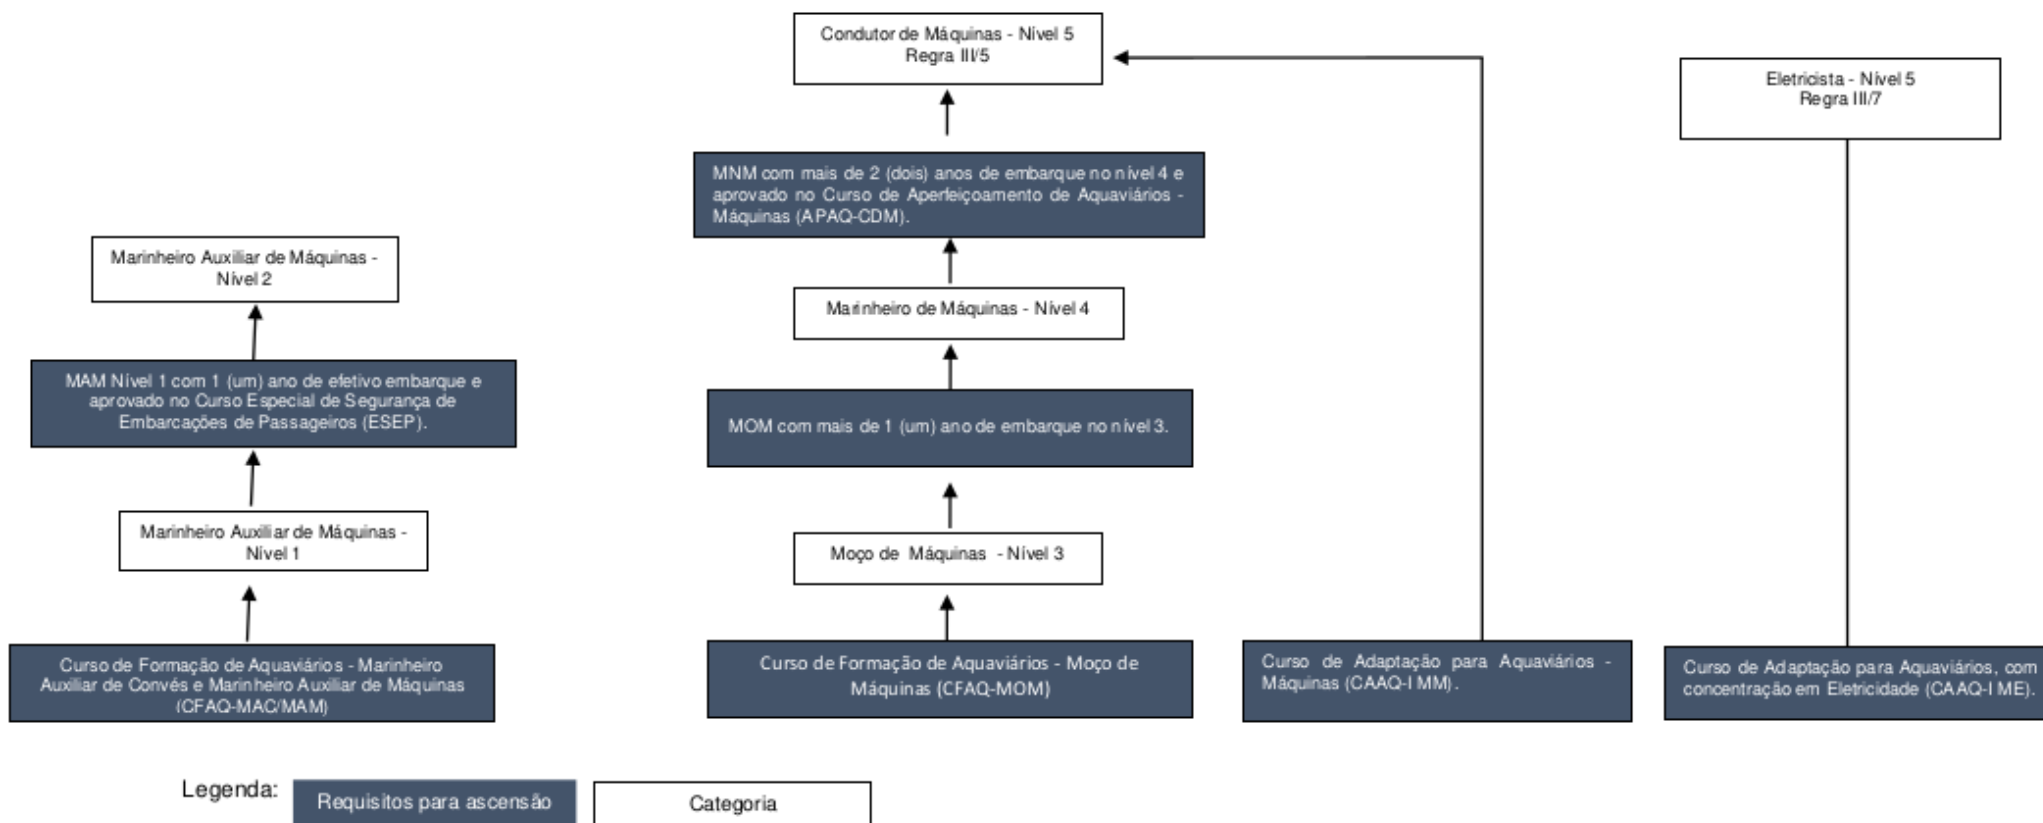 Condutor de Máquinas - Nível 5
Regra III/5
Eletricista - Nível 5
Regra III/7
MNM com mais de 2 (dois) anos de embarque no nível 4 e
aprovado no Curso de Aperfeiçoamento de Aquaviários -
Máquinas (APAQ-CDM).
Marinheiro Auxiliar de Máquinas -
Nível 2
Marinheiro de Máquinas - Nível 4
MAM Nível 1 com 1 (um) ano de efetivo embarque e
aprovado no Curso Especial de Segurança de
Embarcações de Passageiros (ESEP).
MOM com mais de 1 (um) ano de embarque no nível 3.
Marinheiro Auxiliar de Máquinas -
Nível 1
Moço de Máquinas - Nível 3
Curso de Formação de Aquaviários - Marinheiro
Auxiliar de Convés e Marinheiro Auxiliar de Máquinas
(CFAQ-MAC/MAM)
Curso de Formação de Aquaviários - Moço de
Máquinas (CFAQ-MOM)
Curso de Adaptação para Aquaviários -
Máquinas (CAAQ-I MM).
Curso de Adaptação para Aquaviários, com
concentração em Eletricidade (CAAQ-I ME).
Legenda:
Requisitos para ascensão
Categoria